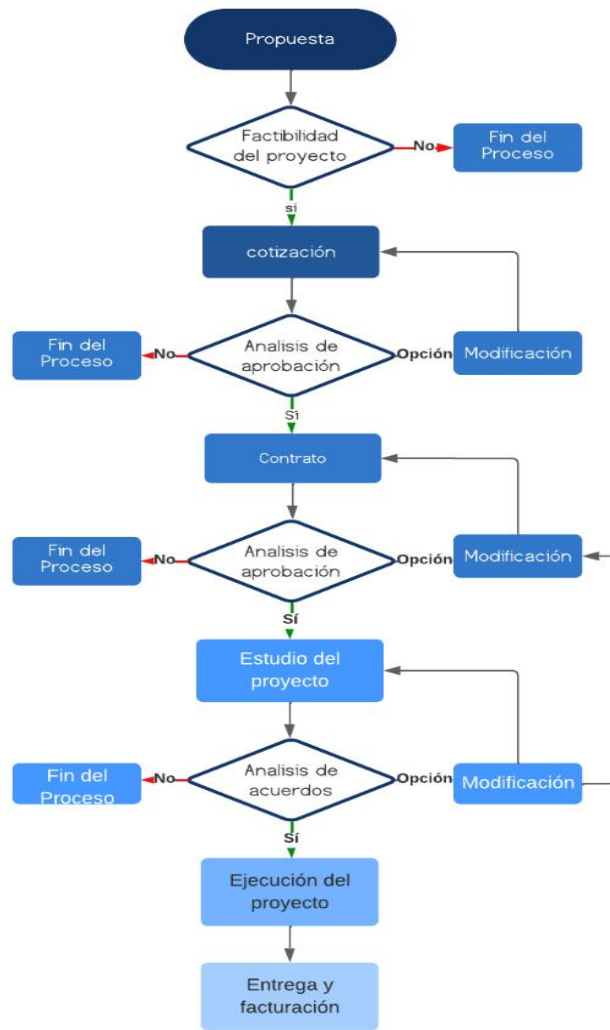 Propuesta
Factibilidad
del proyecto
No
Fin del
Proceso
si
cotización
Fin del
Proceso
No
Analisis de
aprobación
Opción
Modificación
Sí
Contrato
Fin del
Proceso
No
Analisis de
aprobación
Opción
Modificación
Sí
Estudio del
proyecto
Fin del
Proceso
No
Analisis de
acuerdos
Opción
Modificación
Sí
Ejecución del
proyecto
Entrega y
facturación